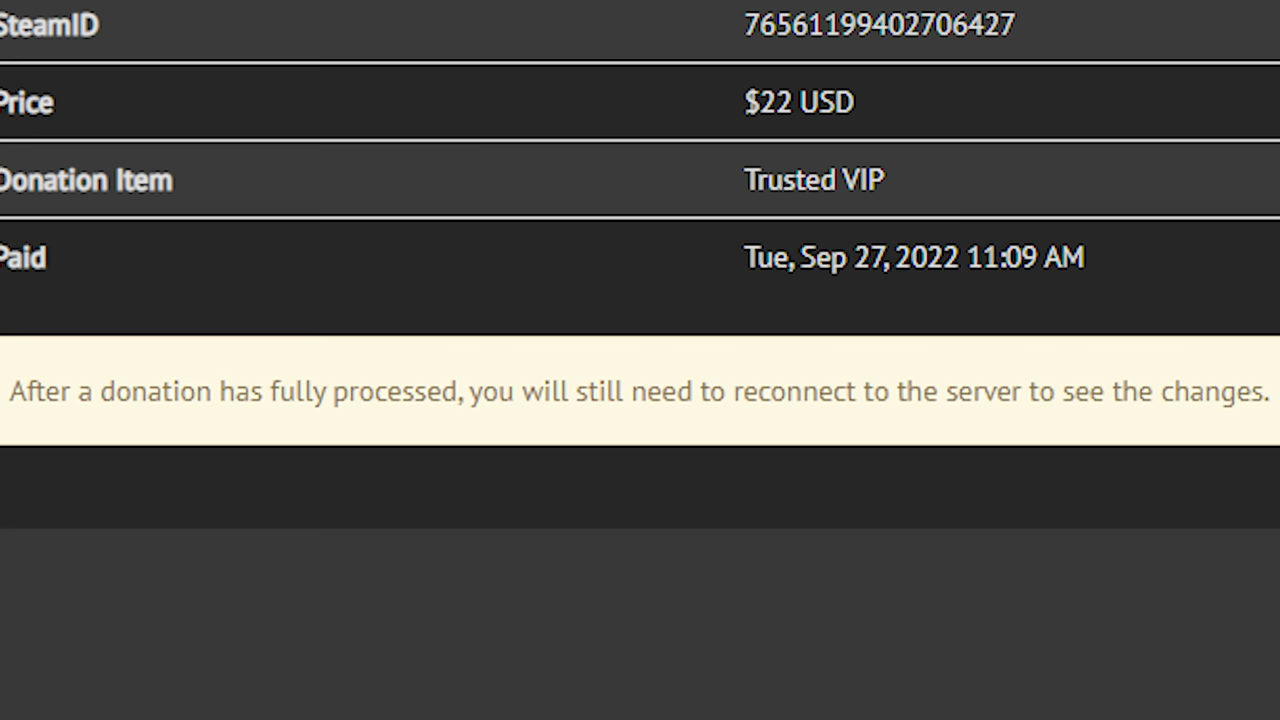 SteamID 76561199402706427
Price $22 USD
Donation Item Trusted VIP
Paid Tue, Sep 27, 2022 11:09 AM
After a donation has fully processed, you will still need to reconnect to the server to see the changes.